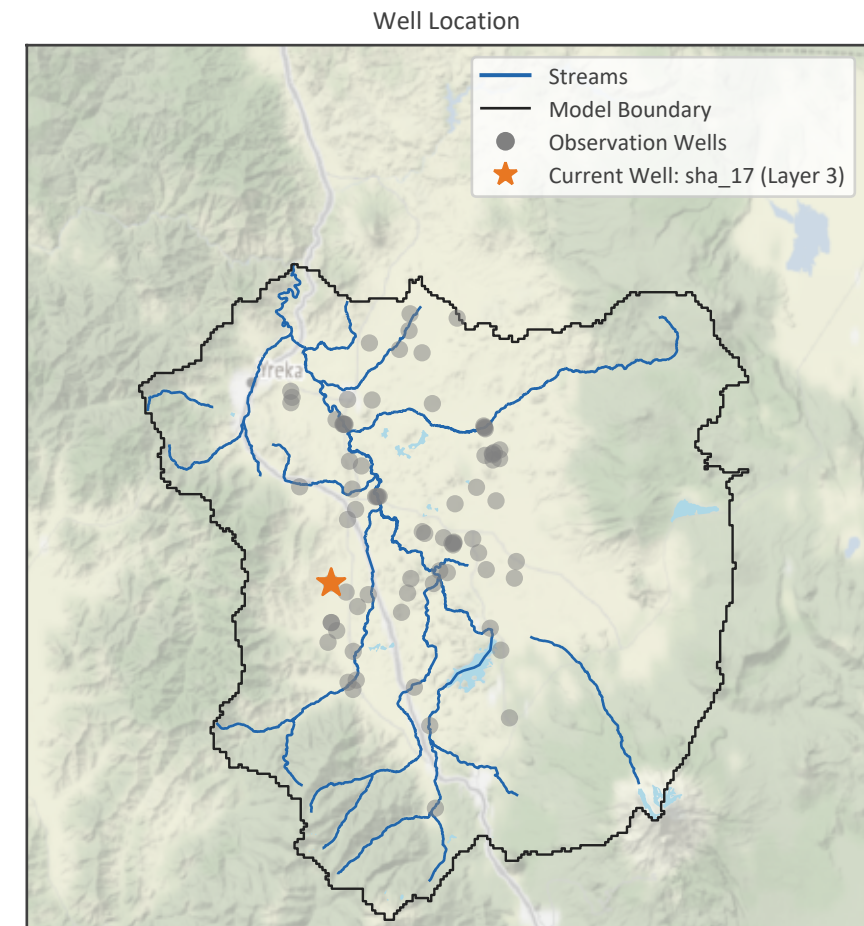 Well Location
Streams
Model Boundary
Observation Wells
Current Well: sha_17 (Layer 3)
Yreka